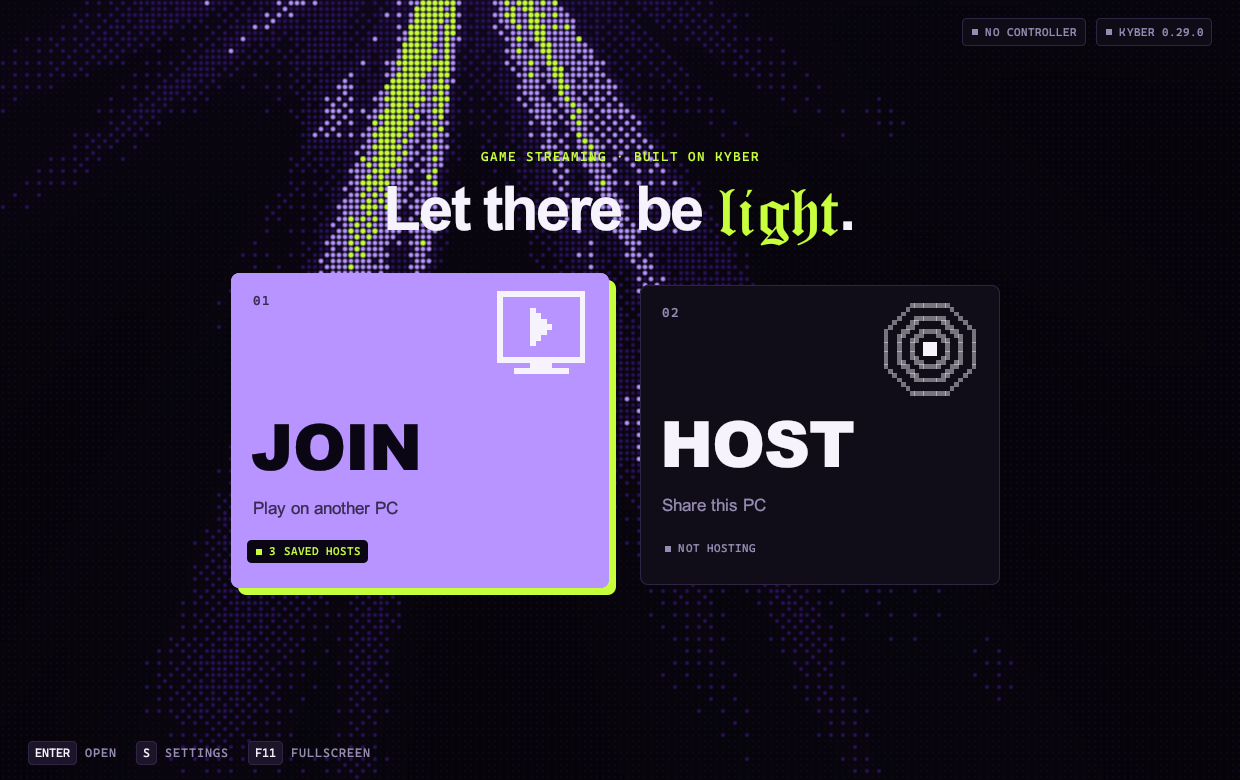 NO CONTROLLER
KYBER 0.29.0
GAME STREAMING · BUILT ON KYBER
Let there be light.
01
JOIN
Play on another PC
3 SAVED HOSTS
02
HOST
Share this PC
NOT HOSTING
ENTER OPEN S SETTINGS F11 FULLSCREEN